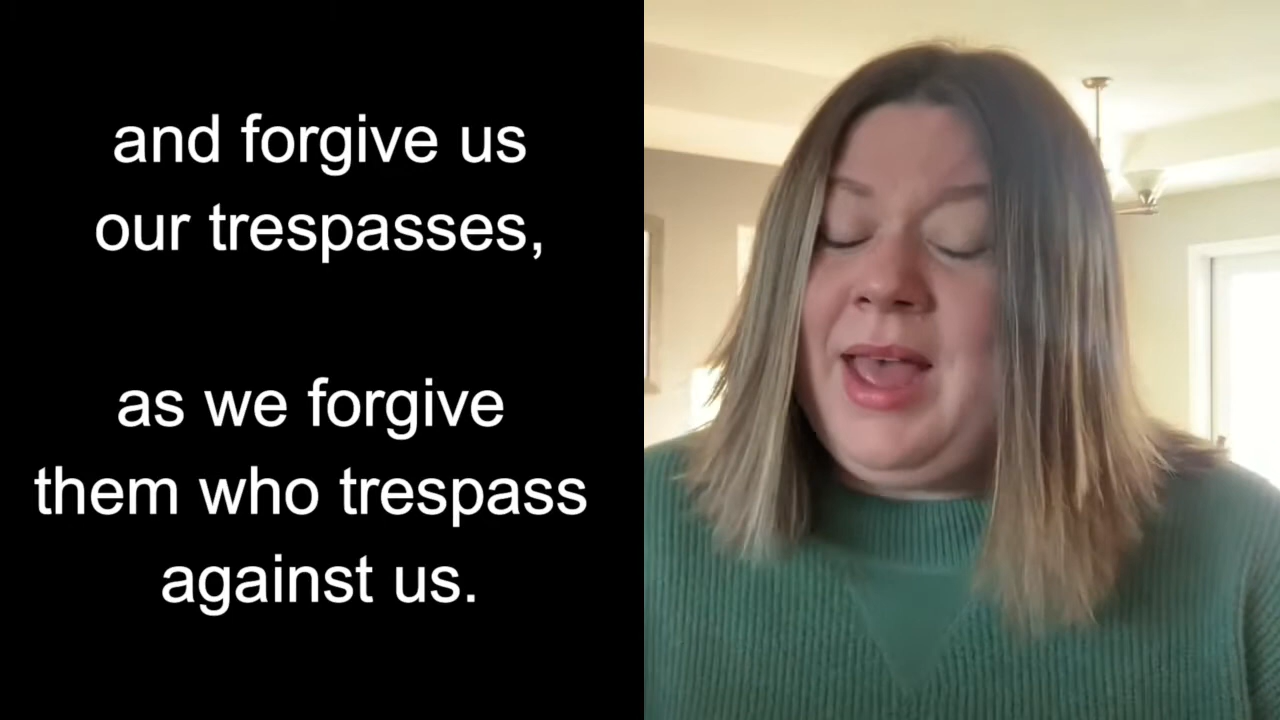 and forgive us
our trespasses,
as we forgive
them who trespass
against us.